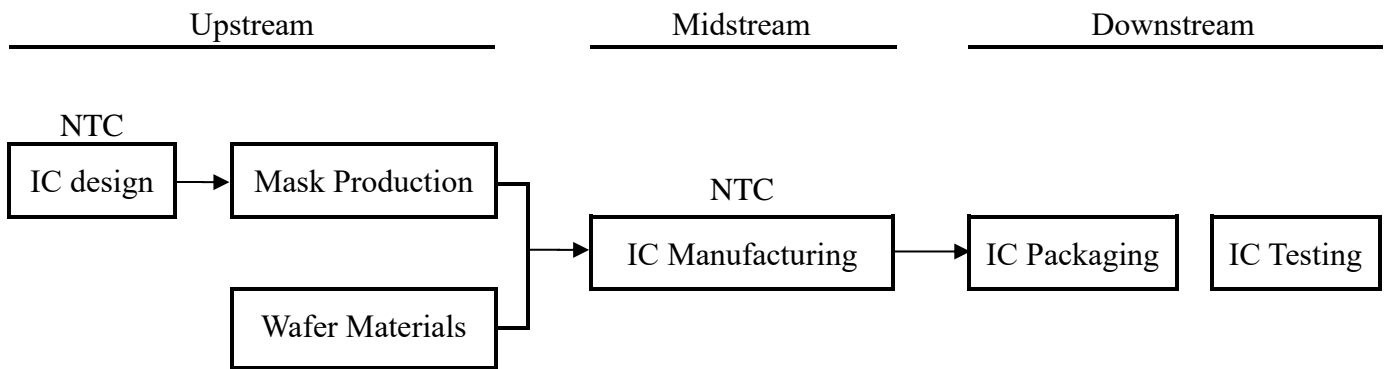 Upstream
Midstream
Downstream
NTC
IC design
Mask Production
NTC
IC Manufacturing
IC Packaging
IC Testing
Wafer Materials